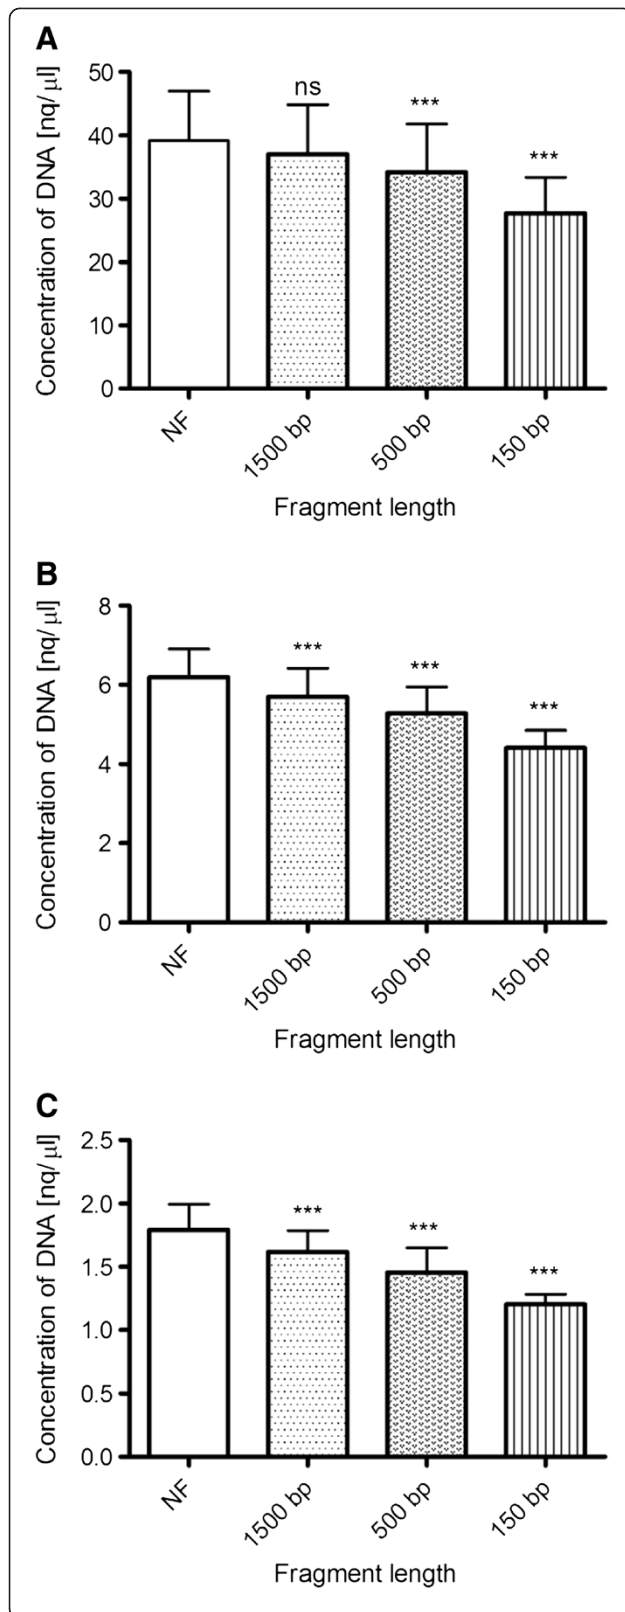 A
Concentration of DNA [nq/µl]
50
40
30
20
10
0
ns
***
***
NF
1500 bp
500 bp
150 bp
Fragment length
B
Concentration of DNA [nq/µl]
8
6
4
2
0
***
***
***
NF
1500 bp
500 bp
150 bp
Fragment length
C
Concentration of DNA [nq/µl]
2.5
2.0
1.5
1.0
0.5
0.0
***
***
***
NF
1500 bp
500 bp
150 bp
Fragment length